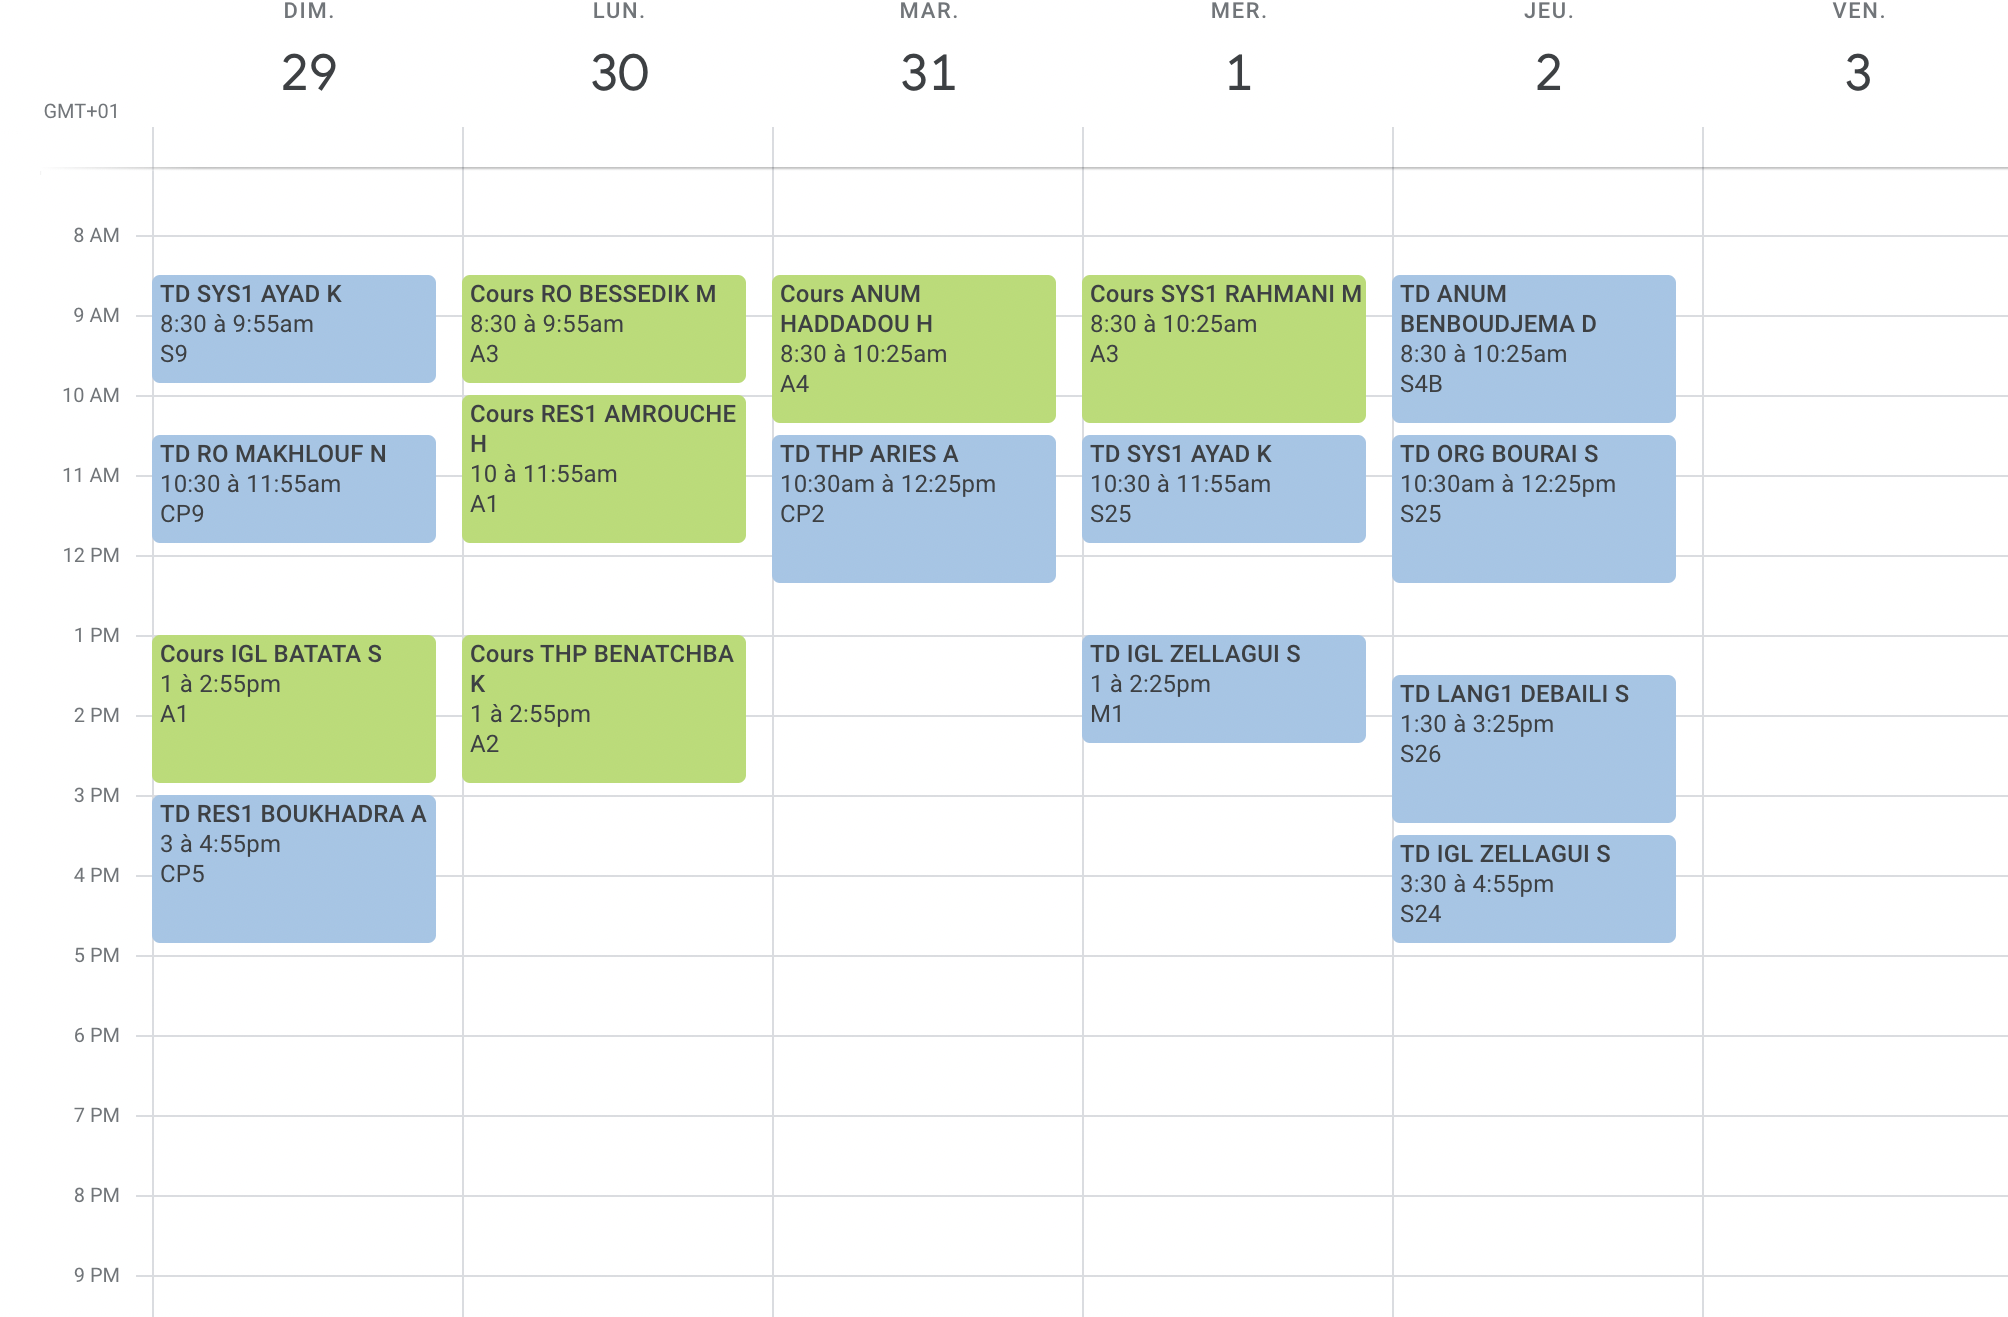 DIM.
LUN.
MAR.
MER.
JEU.
VEN.
29
30
31
1
2
3
GMT+01
8 AM
9 AM
10 AM
11 AM
12 PM
1 PM
2 PM
3 PM
4 PM
5 PM
6 PM
7 PM
8 PM
9 PM
TD SYS1 AYAD K
8:30 à 9:55am
S9
TD RO MAKHLOUF N
10:30 à 11:55am
CP9
Cours IGL BATATA S
1 à 2:55pm
A1
TD RES1 BOUKHADRA A
3 à 4:55pm
CP5
Cours RO BESSEDIK M
8:30 à 9:55am
A3
Cours RES1 AMROUCHE
H
10 à 11:55am
A1
Cours THP BENATCHBA
K
1 à 2:55pm
A2
Cours ANUM
HADDADOU H
8:30 à 10:25am
A4
TD THP ARIES A
10:30am à 12:25pm
CP2
Cours SYS1 RAHMANI M
8:30 à 10:25am
A3
TD SYS1 AYAD K
10:30 à 11:55am
S25
TD IGL ZELLAGUI S
1 à 2:25pm
M1
TD ANUM
BENBOUDJEMA D
8:30 à 10:25am
S4B
TD ORG BOURAI S
10:30am à 12:25pm
S25
TD LANG1 DEBAILI S
1:30 à 3:25pm
S26
TD IGL ZELLAGUI S
3:30 à 4:55pm
S24